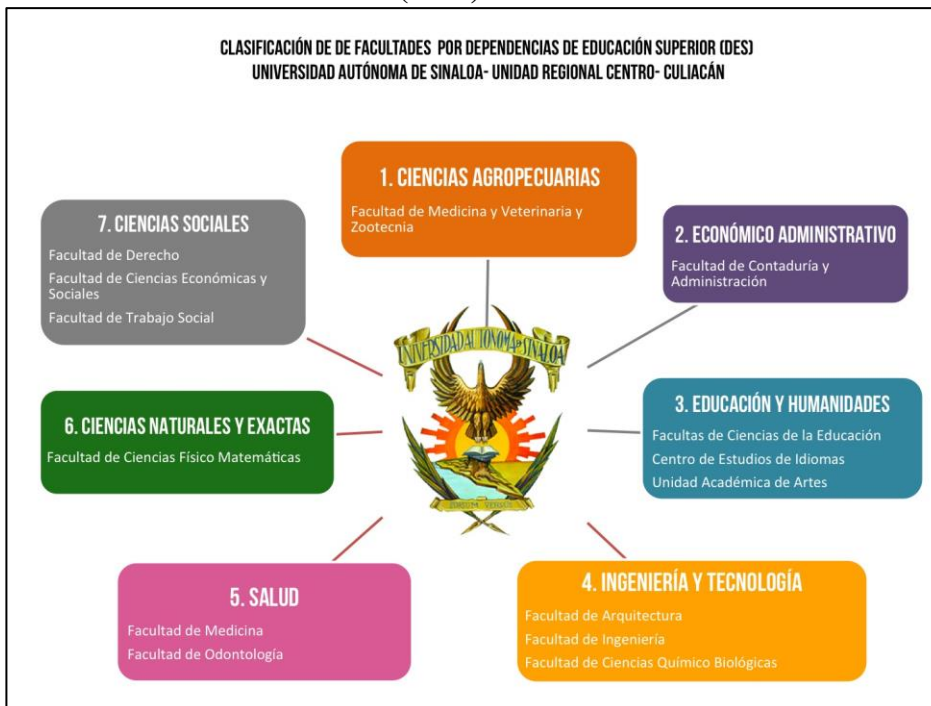 CLASIFICACIÓN DE DE FACULTADES POR DEPENDENCIAS DE EDUCACIÓN SUPERIOR (DES)
UNIVERSIDAD AUTÓNOMA DE SINALOA- UNIDAD REGIONAL CENTRO- CULIACÁN
1. CIENCIAS AGROPECUARIAS
Facultad de Medicina y Veterinaria y
Zootecnia
2. ECONÓMICO ADMINISTRATIVO
Facultad de Contaduría y
Administración
3. EDUCACIÓN Y HUMANIDADES
Facultas de Ciencias de la Educación
Centro de Estudios de Idiomas
Unidad Académica de Artes
4. INGENIERÍA Y TECNOLOGÍA
Facultad de Arquitectura
Facultad de Ingeniería
Facultad de Ciencias Químico Biológicas
5. SALUD
Facultad de Medicina
Facultad de Odontología
6. CIENCIAS NATURALES Y EXACTAS
Facultad de Ciencias Físico Matemáticas
7. CIENCIAS SOCIALES
Facultad de Derecho
Facultad de Ciencias Económicas y
Sociales
Facultad de Trabajo Social
UNIVERSIDAD AUTONOMA DE SINALOA